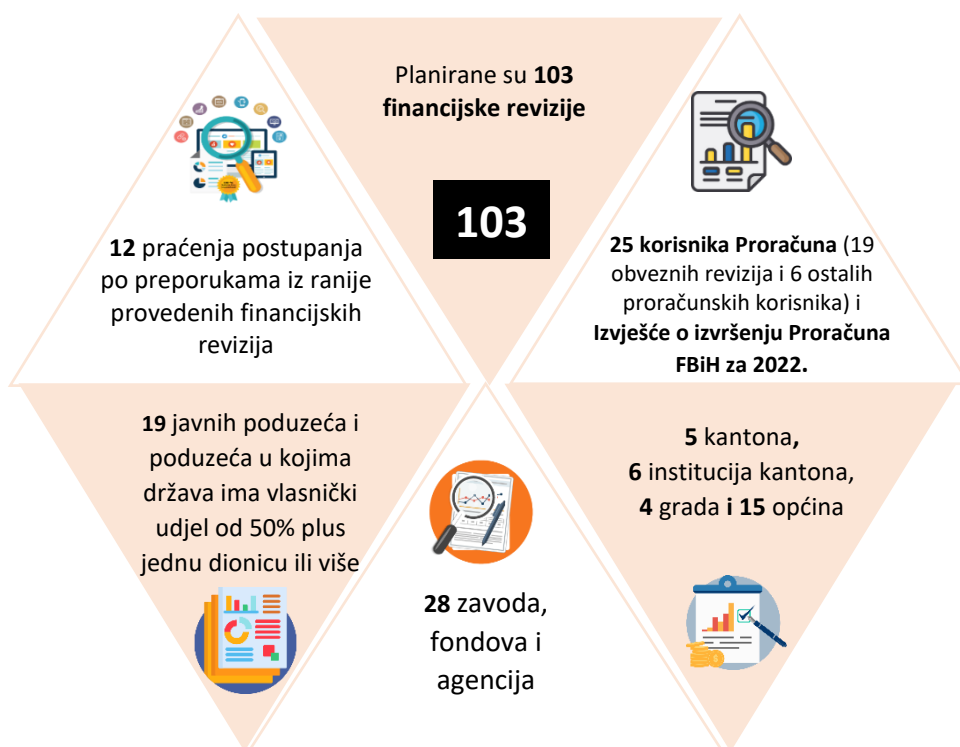 Planirane su 103
financijske revizije
103
12 praćenja postupanja
po preporukama iz ranije
provedenih financijskih
revizija
25 korisnika Proračuna (19
obveznih revizija i 6 ostalih
proračunskih korisnika) i
Izvješće o izvršenju Proračuna
FBiH za 2022.
19 javnih poduzeća i
poduzeća u kojima
država ima vlasnički
udjel od 50% plus
jednu dionicu ili više
28 zavoda,
fondova i
agencija
5 kantona,
6 institucija kantona,
4 grada i 15 općina